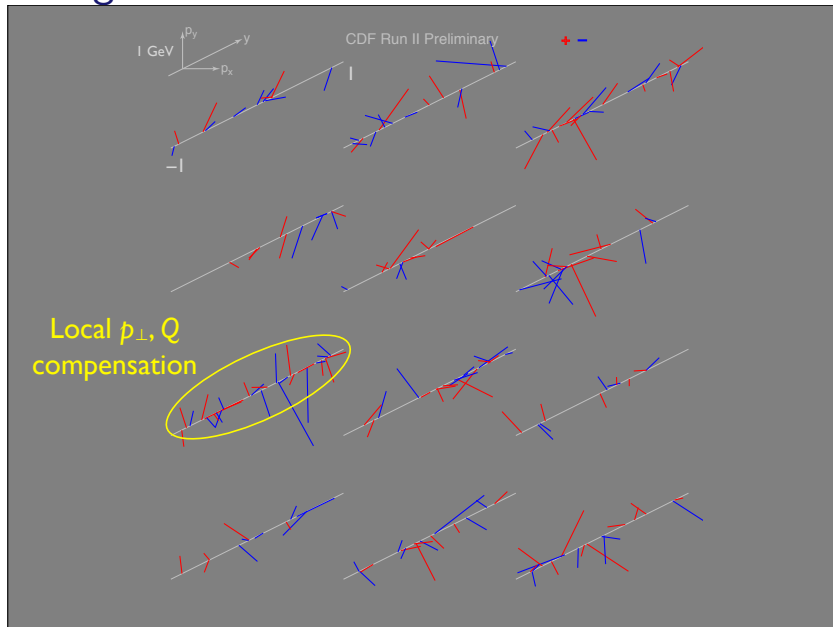 p_y
y
1 GeV
p_x
CDF Run II Preliminary
+ −
1
−1
Local p⊥, Q
compensation